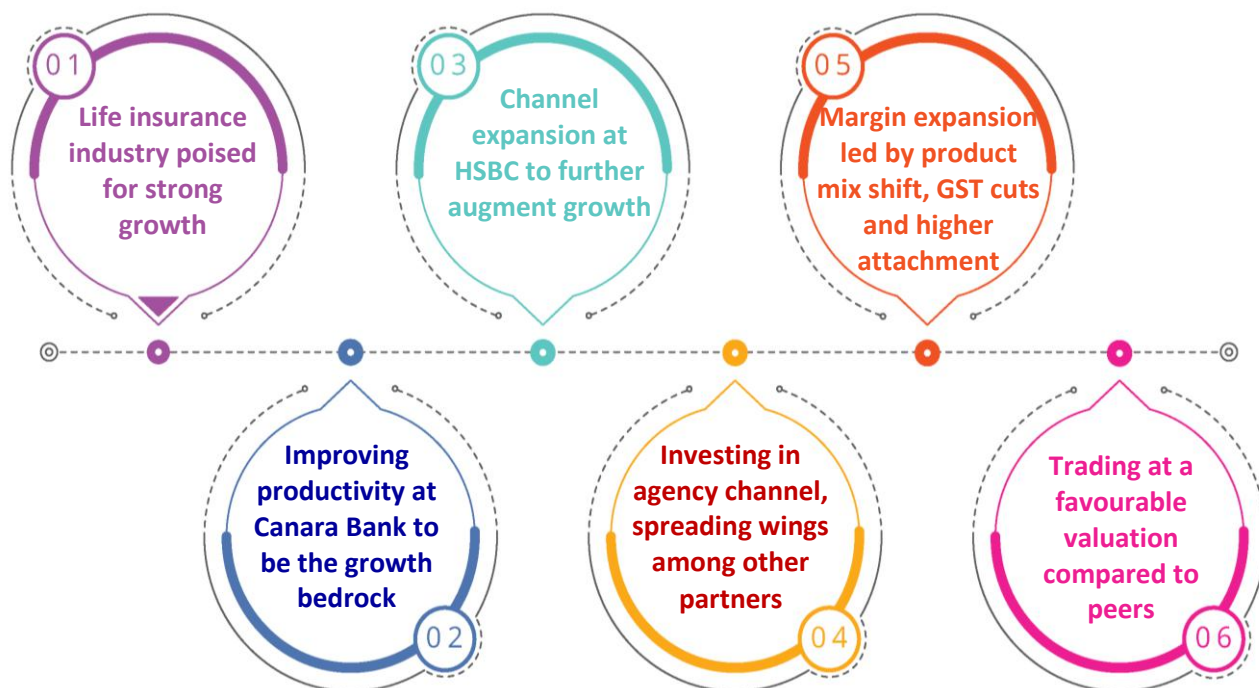 01
Life insurance
industry poised
for strong
growth
02
Improving
productivity at
Canara Bank to
be the growth
bedrock
03
Channel
expansion at
HSBC to further
augment growth
04
Investing in
agency channel,
spreading wings
among other
partners
05
Margin expansion
led by product
mix shift, GST cuts
and higher
attachment
06
Trading at a
favourable
valuation
compared to
peers